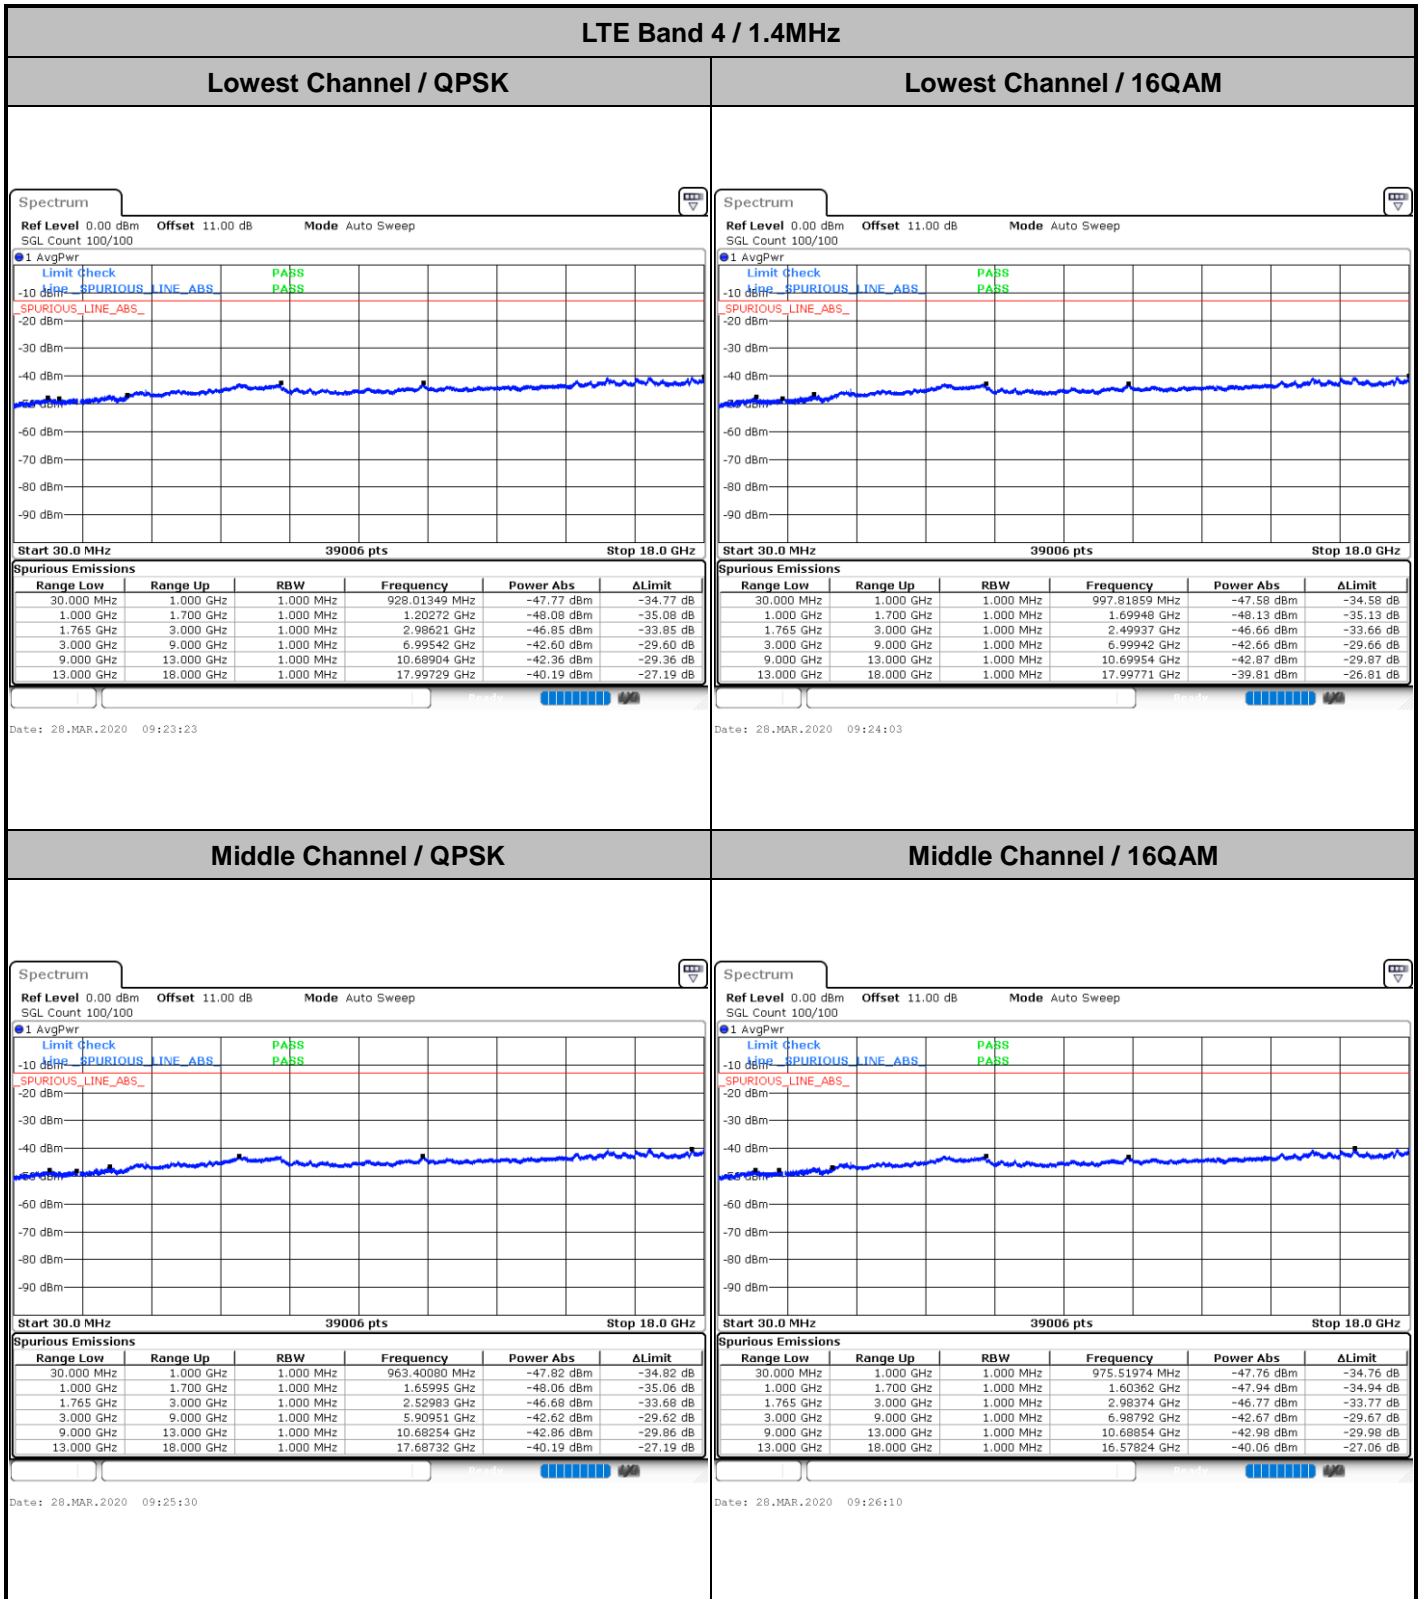 LTE Band 4 / 1.4MHz
Lowest Channel / QPSK
Lowest Channel / 16QAM
Spectrum
Ref Level 0.00 dBm Offset 11.00 dB Mode Auto Sweep
SGL Count 100/100
1 AvgPwr
Limit Check PASS
Line _SPURIOUS_LINE_ABS_ PASS
-10 dBm
_SPURIOUS_LINE_ABS_
-20 dBm
-30 dBm
-40 dBm
-50 dBm
-60 dBm
-70 dBm
-80 dBm
-90 dBm
Start 30.0 MHz 39006 pts Stop 18.0 GHz
Spurious Emissions
Range Low Range Up RBW Frequency Power Abs ΔLimit
30.000 MHz 1.000 GHz 1.000 MHz 928.01349 MHz -47.77 dBm -34.77 dB
1.000 GHz 1.700 GHz 1.000 MHz 1.20272 GHz -48.08 dBm -35.08 dB
1.765 GHz 3.000 GHz 1.000 MHz 2.98621 GHz -46.85 dBm -33.85 dB
3.000 GHz 9.000 GHz 1.000 MHz 6.99542 GHz -42.60 dBm -29.60 dB
9.000 GHz 13.000 GHz 1.000 MHz 10.68904 GHz -42.36 dBm -29.36 dB
13.000 GHz 18.000 GHz 1.000 MHz 17.99729 GHz -40.19 dBm -27.19 dB
Ready
Date: 28.MAR.2020 09:23:23
Spectrum
Ref Level 0.00 dBm Offset 11.00 dB Mode Auto Sweep
SGL Count 100/100
1 AvgPwr
Limit Check PASS
Line _SPURIOUS_LINE_ABS_ PASS
-10 dBm
_SPURIOUS_LINE_ABS_
-20 dBm
-30 dBm
-40 dBm
-50 dBm
-60 dBm
-70 dBm
-80 dBm
-90 dBm
Start 30.0 MHz 39006 pts Stop 18.0 GHz
Spurious Emissions
Range Low Range Up RBW Frequency Power Abs ΔLimit
30.000 MHz 1.000 GHz 1.000 MHz 997.81859 MHz -47.58 dBm -34.58 dB
1.000 GHz 1.700 GHz 1.000 MHz 1.69948 GHz -48.13 dBm -35.13 dB
1.765 GHz 3.000 GHz 1.000 MHz 2.49937 GHz -46.66 dBm -33.66 dB
3.000 GHz 9.000 GHz 1.000 MHz 6.99942 GHz -42.66 dBm -29.66 dB
9.000 GHz 13.000 GHz 1.000 MHz 10.69954 GHz -42.87 dBm -29.87 dB
13.000 GHz 18.000 GHz 1.000 MHz 17.99771 GHz -39.81 dBm -26.81 dB
Ready
Date: 28.MAR.2020 09:24:03
Middle Channel / QPSK
Middle Channel / 16QAM
Spectrum
Ref Level 0.00 dBm Offset 11.00 dB Mode Auto Sweep
SGL Count 100/100
1 AvgPwr
Limit Check PASS
Line _SPURIOUS_LINE_ABS_ PASS
-10 dBm
_SPURIOUS_LINE_ABS_
-20 dBm
-30 dBm
-40 dBm
-50 dBm
-60 dBm
-70 dBm
-80 dBm
-90 dBm
Start 30.0 MHz 39006 pts Stop 18.0 GHz
Spurious Emissions
Range Low Range Up RBW Frequency Power Abs ΔLimit
30.000 MHz 1.000 GHz 1.000 MHz 963.40080 MHz -47.82 dBm -34.82 dB
1.000 GHz 1.700 GHz 1.000 MHz 1.65995 GHz -48.06 dBm -35.06 dB
1.765 GHz 3.000 GHz 1.000 MHz 2.52983 GHz -46.68 dBm -33.68 dB
3.000 GHz 9.000 GHz 1.000 MHz 5.90951 GHz -42.62 dBm -29.62 dB
9.000 GHz 13.000 GHz 1.000 MHz 10.68254 GHz -42.86 dBm -29.86 dB
13.000 GHz 18.000 GHz 1.000 MHz 17.68732 GHz -40.19 dBm -27.19 dB
Ready
Date: 28.MAR.2020 09:25:30
Spectrum
Ref Level 0.00 dBm Offset 11.00 dB Mode Auto Sweep
SGL Count 100/100
1 AvgPwr
Limit Check PASS
Line _SPURIOUS_LINE_ABS_ PASS
-10 dBm
_SPURIOUS_LINE_ABS_
-20 dBm
-30 dBm
-40 dBm
-50 dBm
-60 dBm
-70 dBm
-80 dBm
-90 dBm
Start 30.0 MHz 39006 pts Stop 18.0 GHz
Spurious Emissions
Range Low Range Up RBW Frequency Power Abs ΔLimit
30.000 MHz 1.000 GHz 1.000 MHz 975.51974 MHz -47.76 dBm -34.76 dB
1.000 GHz 1.700 GHz 1.000 MHz 1.60362 GHz -47.94 dBm -34.94 dB
1.765 GHz 3.000 GHz 1.000 MHz 2.98374 GHz -46.77 dBm -33.77 dB
3.000 GHz 9.000 GHz 1.000 MHz 6.98792 GHz -42.67 dBm -29.67 dB
9.000 GHz 13.000 GHz 1.000 MHz 10.68854 GHz -42.98 dBm -29.98 dB
13.000 GHz 18.000 GHz 1.000 MHz 16.57824 GHz -40.06 dBm -27.06 dB
Ready
Date: 28.MAR.2020 09:26:10